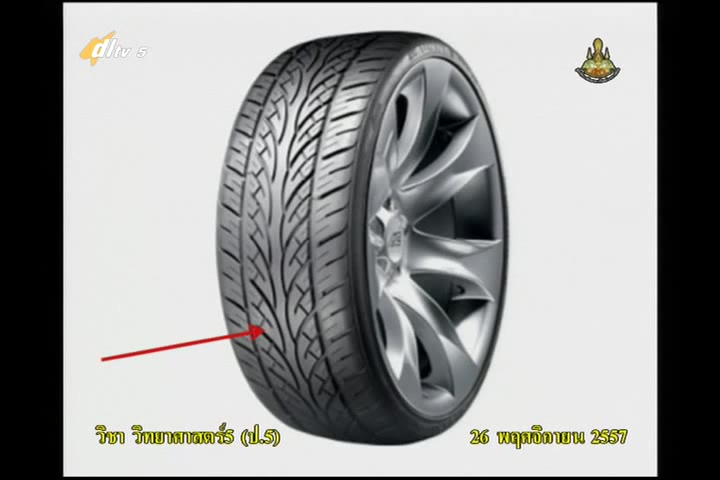 dltv 5
วิชา วิทยาศาสตร์5 (ป.5)
26 พฤศจิกายน 2557